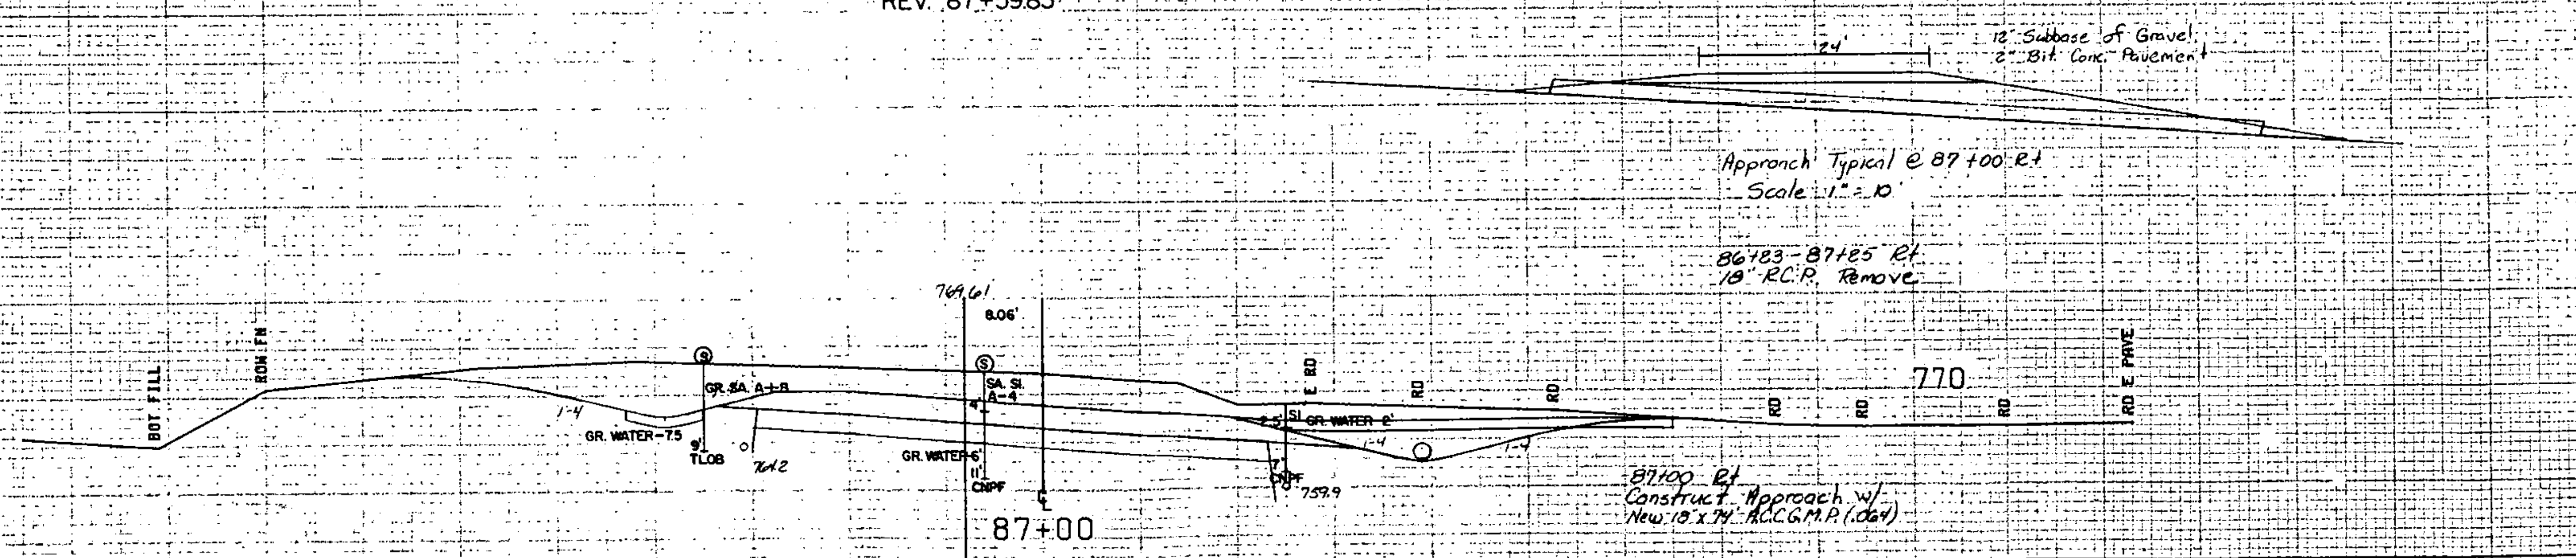 REV. 87+59.85
24'
12" Subbase of Gravel
2" Bit. Conc. Pavement
Approach Typical @ 87+00 Rt
Scale 1"=10'
86+83-87+85 Rt
18" R.C.P. Remove
769.61
8.06'
BOT FILL
ROW FN
S
S
GR. SA. A-1-B
SA. SI.
A-4
4'
E RD
RD
RD
770
RD
RD
RD
RD E PAVE
1-4
GR. WATER-7.5
9'
TLOB
764.2
GR. WATER-6'
11'
CNPF
2.5'
SI
GR. WATER-2'
1-4
1-4
7'
CNPF
759.9
87+00
87+00 Rt
Construct Approach w/
New 18" x 74' A.C.C.G.M.P. (.064)